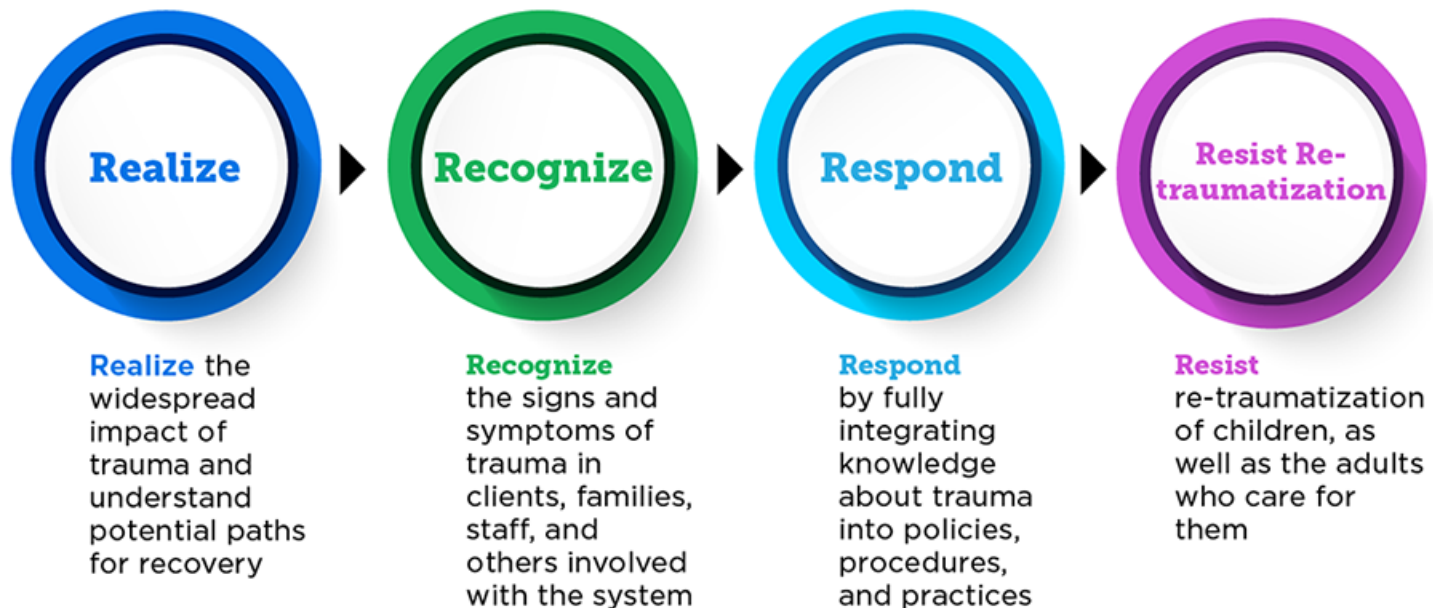 Realize
Recognize
Respond
Resist Re-
traumatization
Realize the
widespread
impact of
trauma and
understand
potential paths
for recovery
Recognize
the signs and
symptoms of
trauma in
clients, families,
staff, and
others involved
with the system
Respond
by fully
integrating
knowledge
about trauma
into policies,
procedures,
and practices
Resist
re-traumatization
of children, as
well as the adults
who care for
them